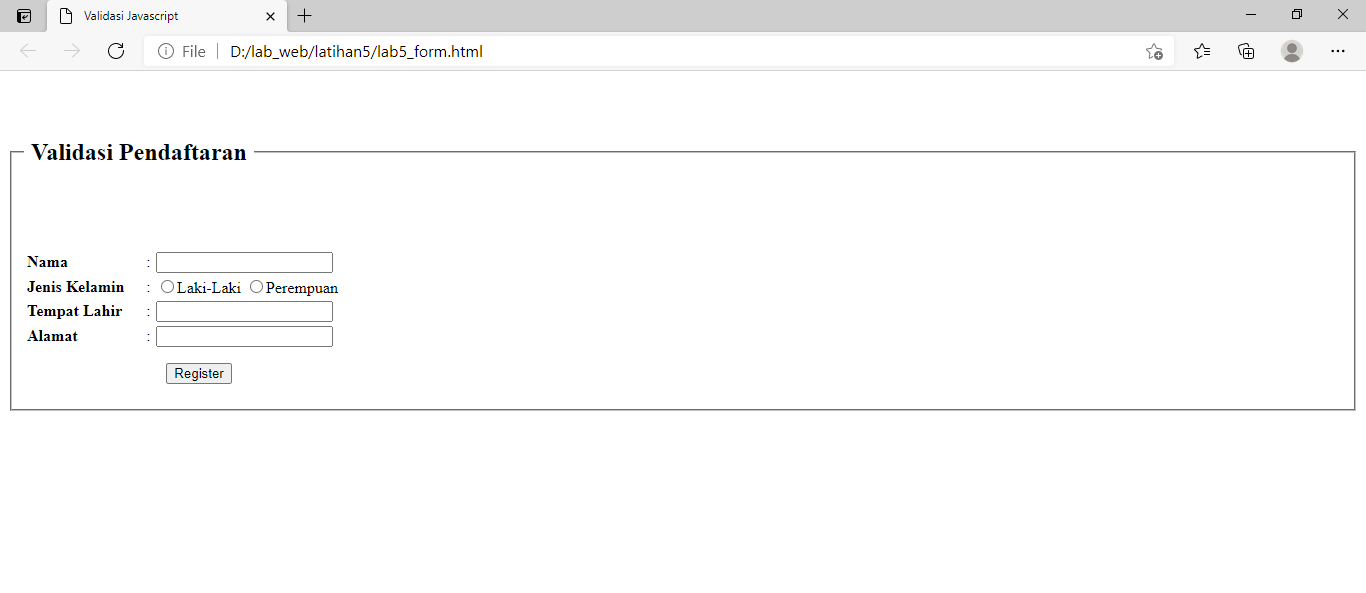 Validasi Javascript
File D:/lab_web/latihan5/lab5_form.html
Validasi Pendaftaran
Nama :
Jenis Kelamin : Laki-Laki Perempuan
Tempat Lahir :
Alamat :
Register